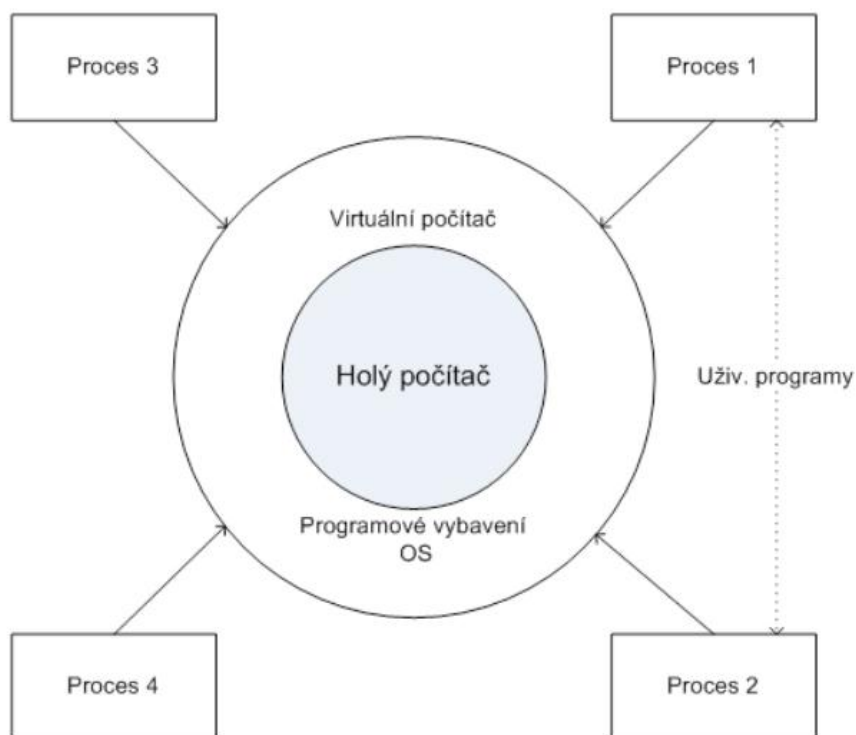 Proces 3
Proces 1
Virtuální počítač
Holý počítač
Uživ. programy
Programové vybavení
OS
Proces 4
Proces 2